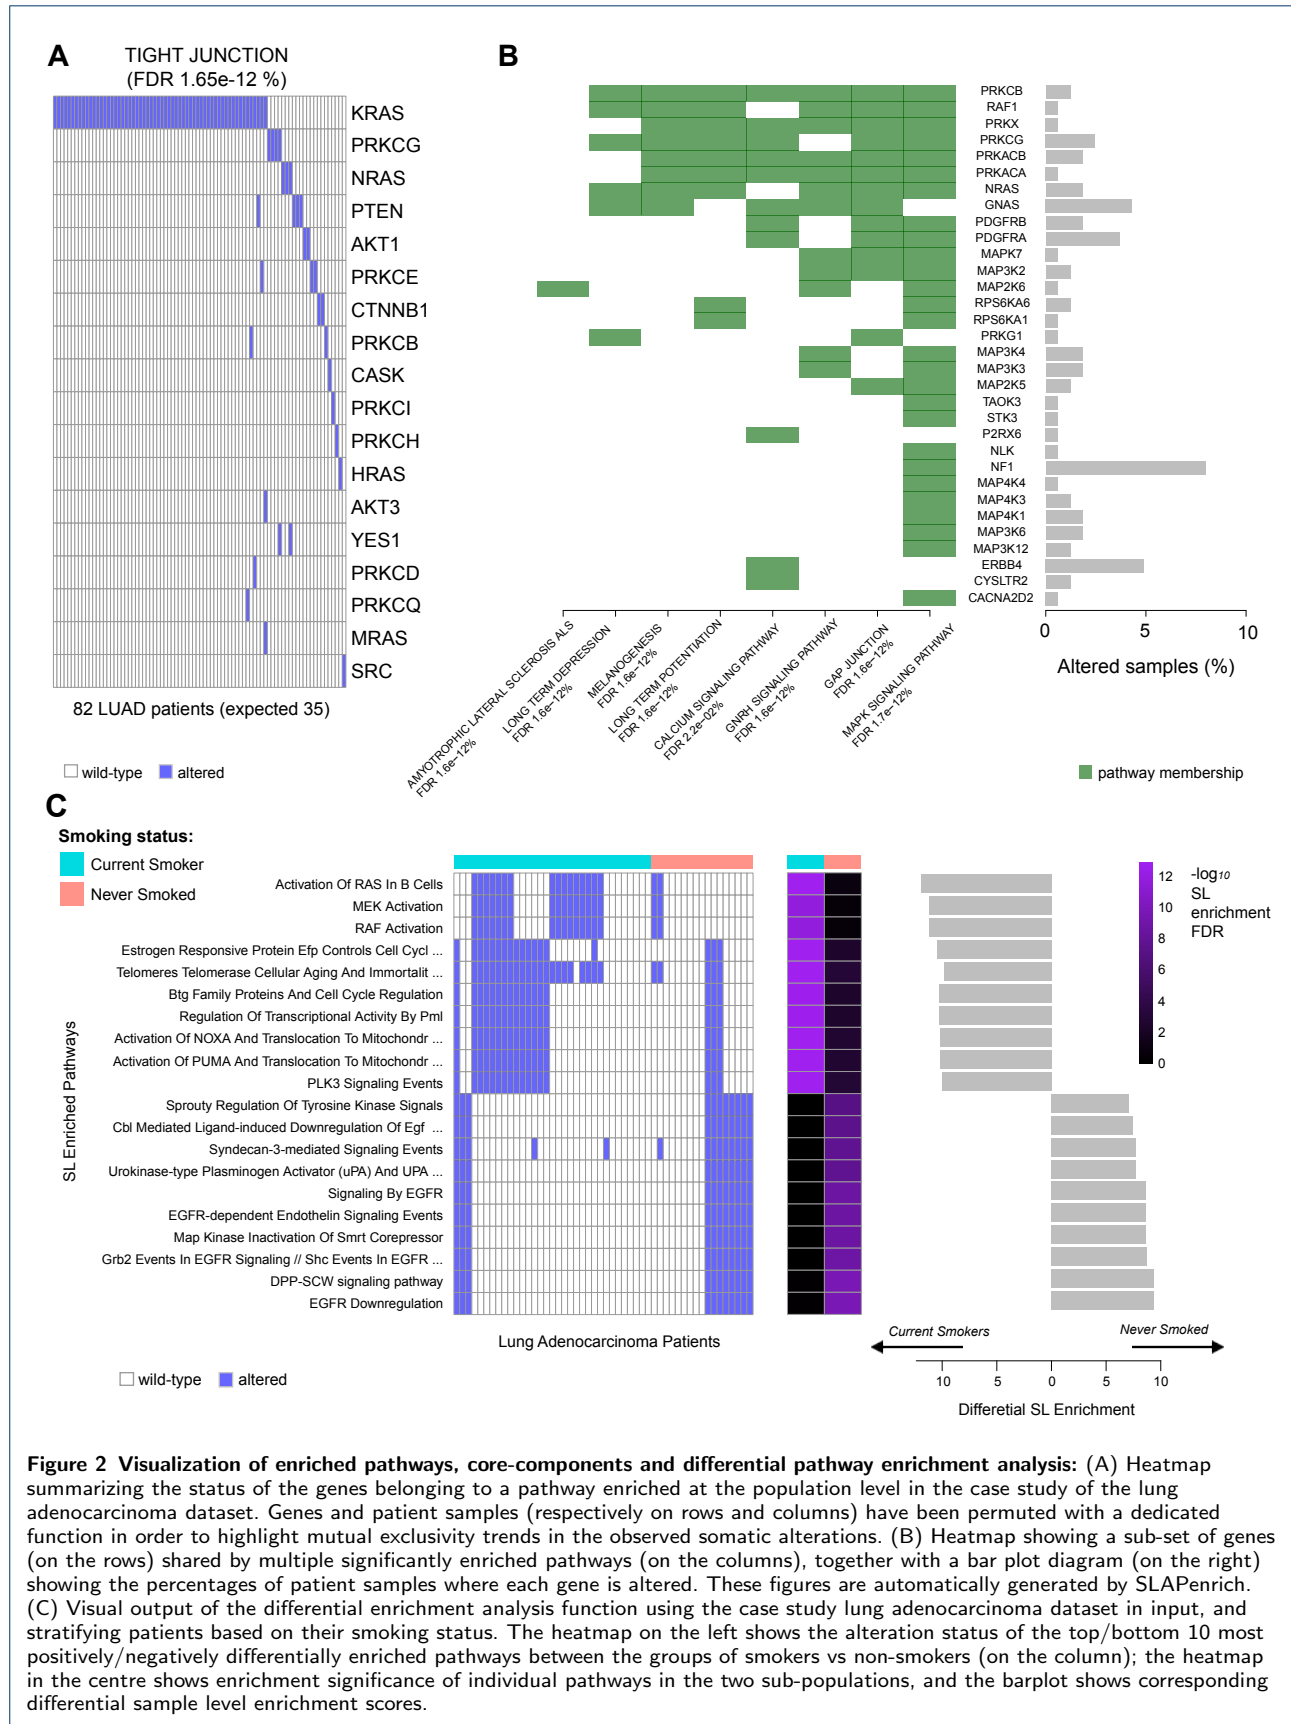 A
TIGHT JUNCTION
(FDR 1.65e-12 %)
KRAS
PRKCG
NRAS
PTEN
AKT1
PRKCE
CTNNB1
PRKCB
CASK
PRKCI
PRKCH
HRAS
AKT3
YES1
PRKCD
PRKCQ
MRAS
SRC
82 LUAD patients (expected 35)
wild-type altered
B
PRKCB
RAF1
PRKX
PRKCG
PRKACB
PRKACA
NRAS
GNAS
PDGFRB
PDGFRA
MAPK7
MAP3K2
MAP2K6
RPS6KA6
RPS6KA1
PRKG1
MAP3K4
MAP3K3
MAP2K5
TAOK3
STK3
P2RX6
NLK
NF1
MAP4K4
MAP4K3
MAP4K1
MAP3K6
MAP3K12
ERBB4
CYSLTR2
CACNA2D2
AMYOTROPHIC LATERAL SCLEROSIS ALS
FDR 1.6e−12%
LONG TERM DEPRESSION
FDR 1.6e−12%
MELANOGENESIS
FDR 1.6e−12%
LONG TERM POTENTIATION
FDR 1.6e−12%
CALCIUM SIGNALING PATHWAY
FDR 2.2e−02%
GNRH SIGNALING PATHWAY
FDR 1.6e−12%
GAP JUNCTION
FDR 1.6e−12%
MAPK SIGNALING PATHWAY
FDR 1.7e−12%
0 5 10
Altered samples (%)
pathway membership
C
Smoking status:
Current Smoker
Never Smoked
SL Enriched Pathways
Activation Of RAS In B Cells
MEK Activation
RAF Activation
Estrogen Responsive Protein Efp Controls Cell Cycl ...
Telomeres Telomerase Cellular Aging And Immortalit ...
Btg Family Proteins And Cell Cycle Regulation
Regulation Of Transcriptional Activity By Pml
Activation Of NOXA And Translocation To Mitochondr ...
Activation Of PUMA And Translocation To Mitochondr ...
PLK3 Signaling Events
Sprouty Regulation Of Tyrosine Kinase Signals
Cbl Mediated Ligand-induced Downregulation Of Egf ...
Syndecan-3-mediated Signaling Events
Urokinase-type Plasminogen Activator (uPA) And UPA ...
Signaling By EGFR
EGFR-dependent Endothelin Signaling Events
Map Kinase Inactivation Of Smrt Corepressor
Grb2 Events In EGFR Signaling // Shc Events In EGFR ...
DPP-SCW signaling pathway
EGFR Downregulation
Lung Adenocarcinoma Patients
wild-type altered
12
10
8
6
4
2
0
-log10
SL
enrichment
FDR
Current Smokers Never Smoked
10 5 0 5 10
Differetial SL Enrichment
Figure 2 Visualization of enriched pathways, core-components and differential pathway enrichment analysis: (A) Heatmap
summarizing the status of the genes belonging to a pathway enriched at the population level in the case study of the lung
adenocarcinoma dataset. Genes and patient samples (respectively on rows and columns) have been permuted with a dedicated
function in order to highlight mutual exclusivity trends in the observed somatic alterations. (B) Heatmap showing a sub-set of genes
(on the rows) shared by multiple significantly enriched pathways (on the columns), together with a bar plot diagram (on the right)
showing the percentages of patient samples where each gene is altered. These figures are automatically generated by SLAPenrich.
(C) Visual output of the differential enrichment analysis function using the case study lung adenocarcinoma dataset in input, and
stratifying patients based on their smoking status. The heatmap on the left shows the alteration status of the top/bottom 10 most
positively/negatively differentially enriched pathways between the groups of smokers vs non-smokers (on the column); the heatmap
in the centre shows enrichment significance of individual pathways in the two sub-populations, and the barplot shows corresponding
differential sample level enrichment scores.